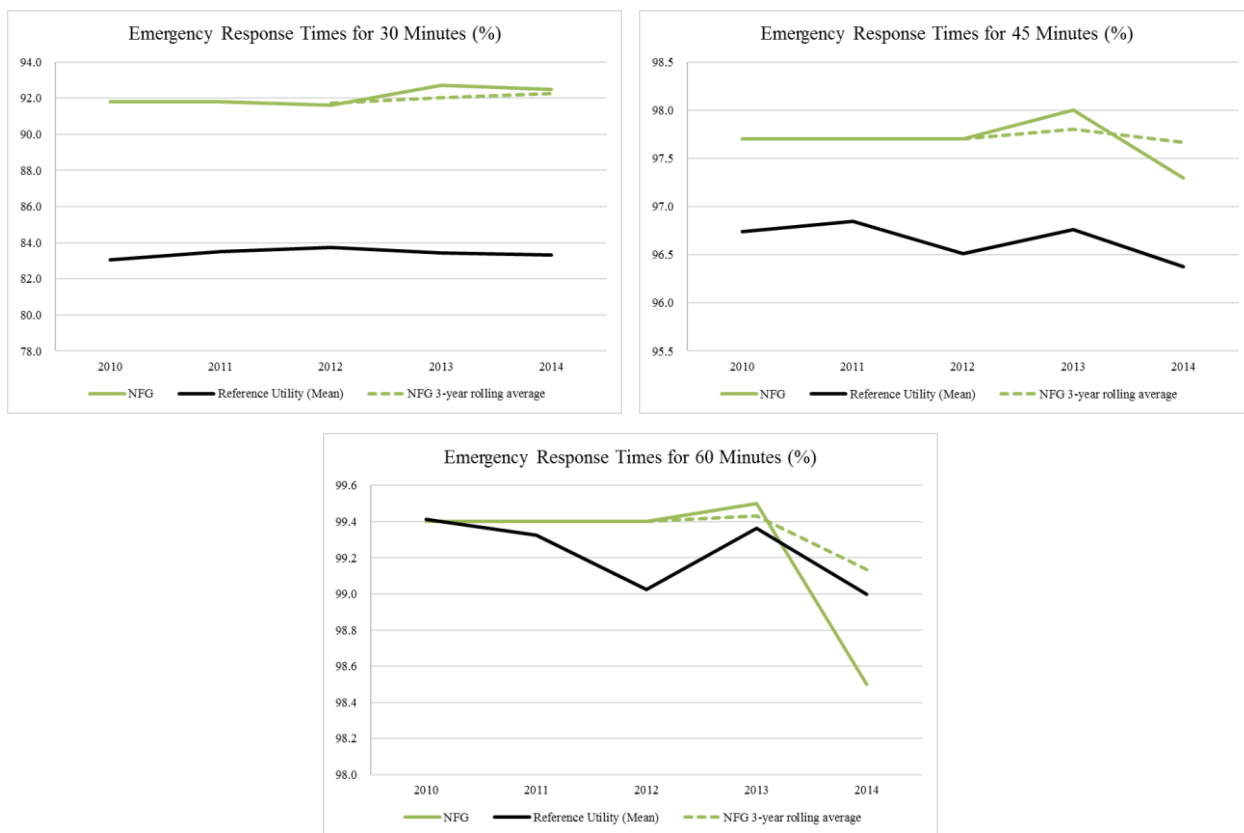 Emergency Response Times for 30 Minutes (%)
94.0
92.0
90.0
88.0
86.0
84.0
82.0
80.0
78.0
2010 2011 2012 2013 2014
NFG Reference Utility (Mean) NFG 3-year rolling average
Emergency Response Times for 45 Minutes (%)
98.5
98.0
97.5
97.0
96.5
96.0
95.5
2010 2011 2012 2013 2014
NFG Reference Utility (Mean) NFG 3-year rolling average
Emergency Response Times for 60 Minutes (%)
99.6
99.4
99.2
99.0
98.8
98.6
98.4
98.2
98.0
2010 2011 2012 2013 2014
NFG Reference Utility (Mean) NFG 3-year rolling average